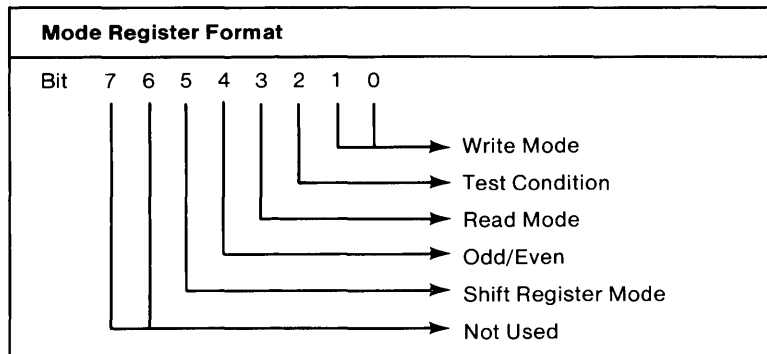 Mode Register Format
Bit 7 6 5 4 3 2 1 0
Write Mode
Test Condition
Read Mode
Odd/Even
Shift Register Mode
Not Used